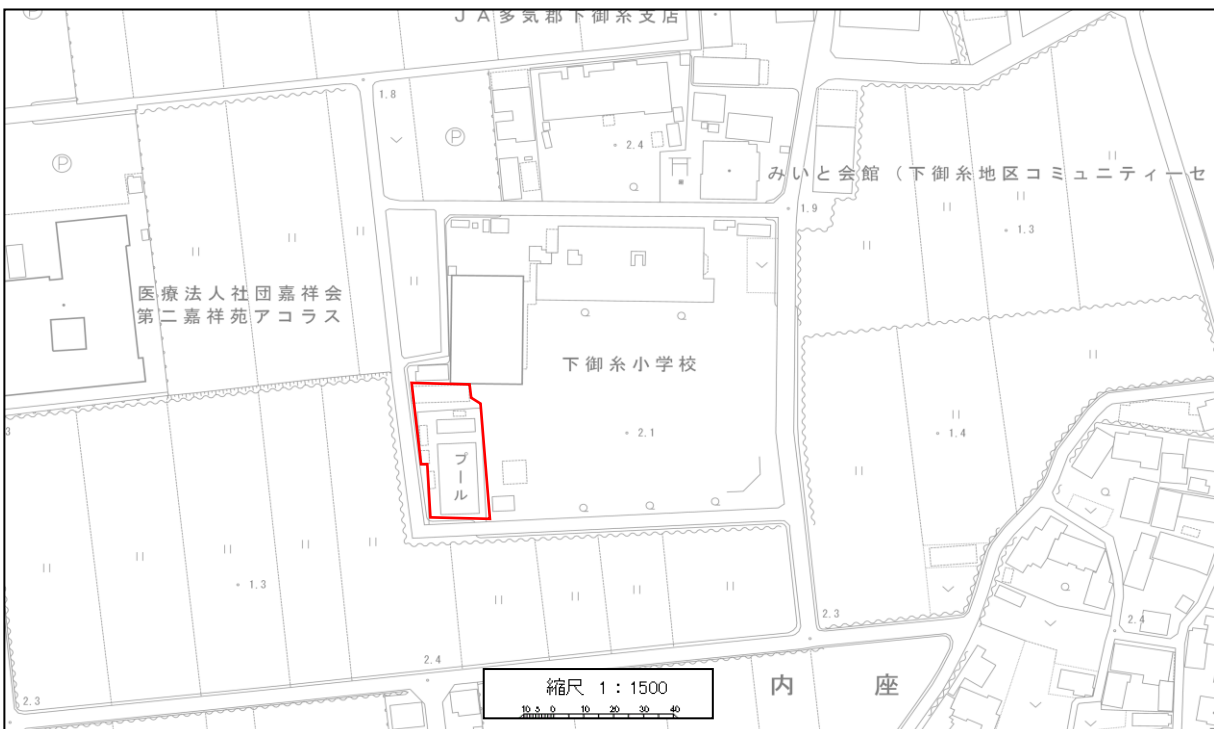 JA多気郡下御糸支店
P
1.8
P
2.4
P
みいと会館(下御糸地区コミュニティーセ
1.9
1.3
医療法人社団嘉祥会
第二嘉祥苑アコラス
下御糸小学校
1.4
2.1
プール
1.3
2.3
2.4
2.4
2.3
縮尺 1:1500
10 5 0 10 20 30 40
内座